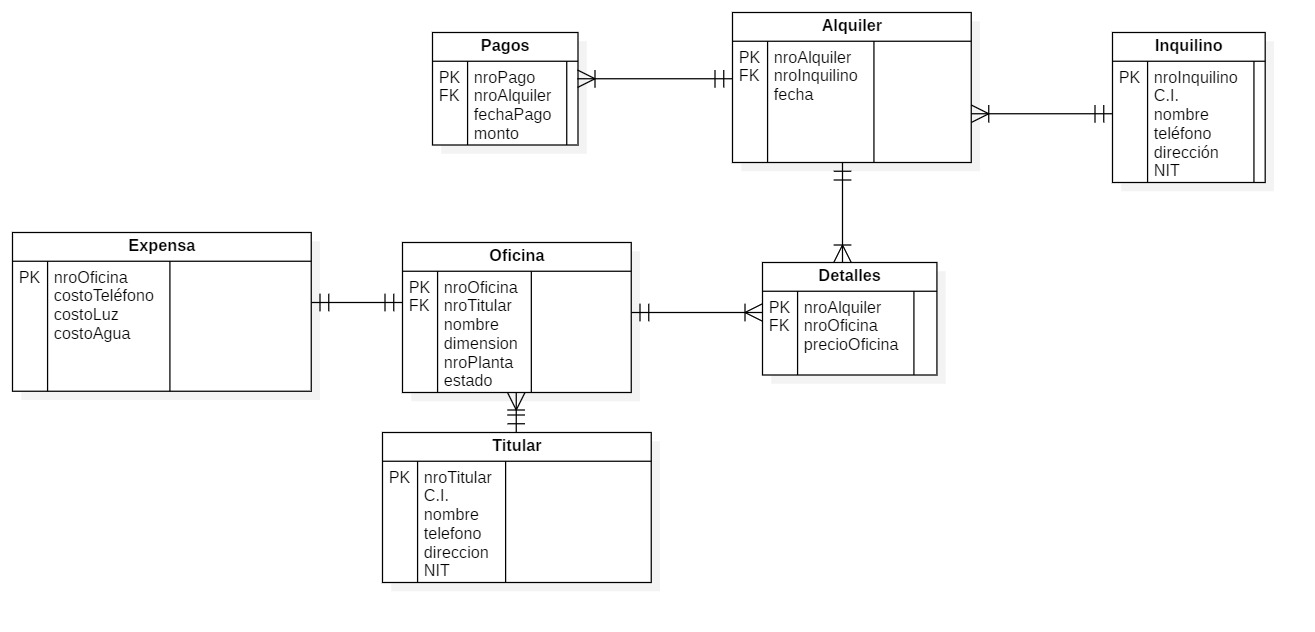 Pagos
PK nroPago
FK nroAlquiler
fechaPago
monto
Alquiler
PK nroAlquiler
FK nroInquilino
fecha
Inquilino
PK nroInquilino
C.I.
nombre
teléfono
dirección
NIT
Expensa
PK nroOficina
costoTeléfono
costoLuz
costoAgua
Oficina
PK nroOficina
FK nroTitular
nombre
dimension
nroPlanta
estado
Detalles
PK nroAlquiler
FK nroOficina
precioOficina
Titular
PK nroTitular
C.I.
nombre
telefono
direccion
NIT